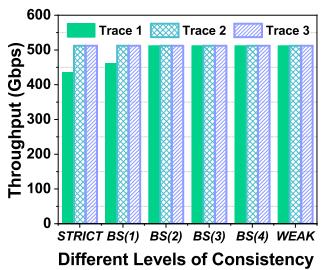 Trace 1 Trace 2 Trace 3
600
500
400
300
200
100
0
Throughput (Gbps)
STRICT BS(1) BS(2) BS(3) BS(4) WEAK
Different Levels of Consistency